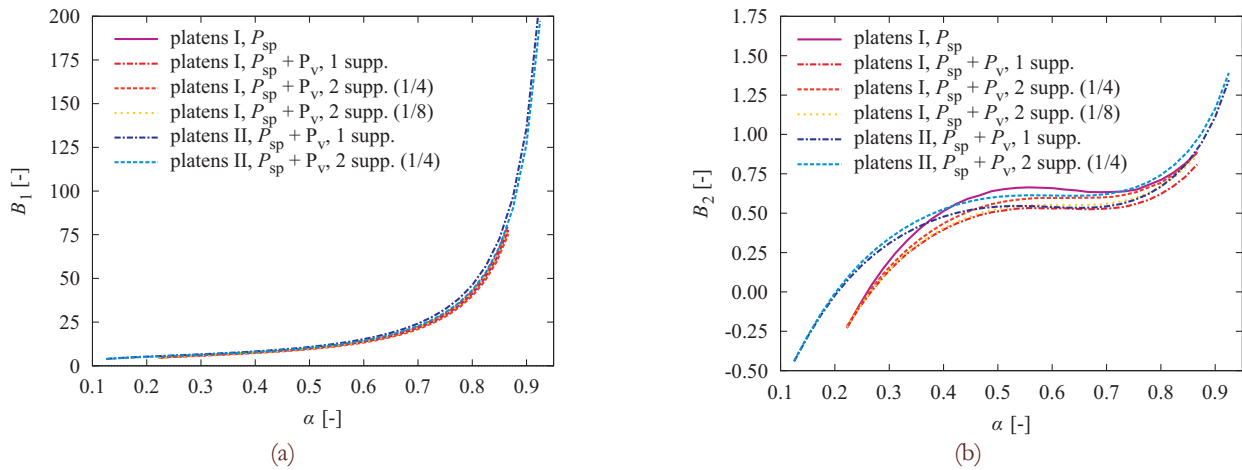 200
175
150
125
100
75
50
25
0
B₁ [-]
platens I, Pₛₚ
platens I, Pₛₚ + Pᵥ, 1 supp.
platens I, Pₛₚ + Pᵥ, 2 supp. (1/4)
platens I, Pₛₚ + Pᵥ, 2 supp. (1/8)
platens II, Pₛₚ + Pᵥ, 1 supp.
platens II, Pₛₚ + Pᵥ, 2 supp. (1/4)
0.1 0.2 0.3 0.4 0.5 0.6 0.7 0.8 0.9
α [-]
(a)
1.75
1.50
1.25
1.00
0.75
0.50
0.25
0.00
-0.25
-0.50
B₂ [-]
platens I, Pₛₚ
platens I, Pₛₚ + Pᵥ, 1 supp.
platens I, Pₛₚ + Pᵥ, 2 supp. (1/4)
platens I, Pₛₚ + Pᵥ, 2 supp. (1/8)
platens II, Pₛₚ + Pᵥ, 1 supp.
platens II, Pₛₚ + Pᵥ, 2 supp. (1/4)
0.1 0.2 0.3 0.4 0.5 0.6 0.7 0.8 0.9
α [-]
(b)